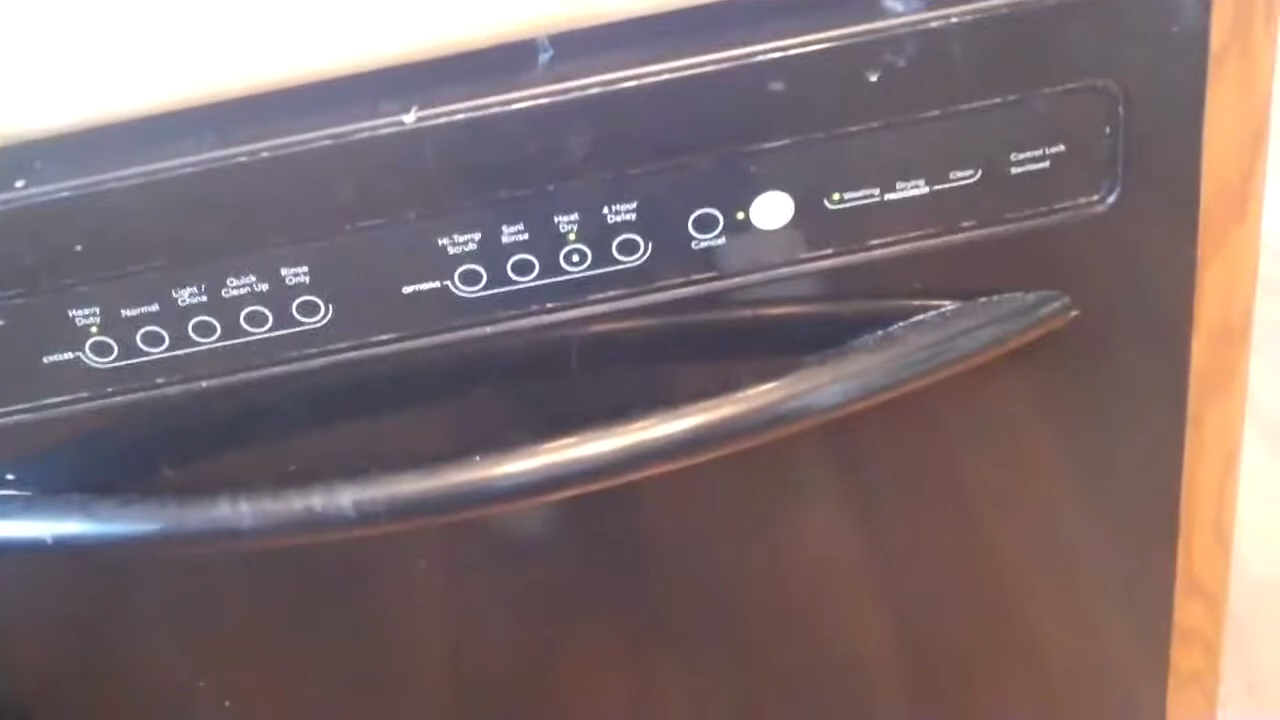 CYCLES
Heavy
Duty
Normal
Light /
China
Quick
Clean Up
Rinse
Only
OPTIONS
Hi-Temp
Scrub
Sani
Rinse
Heat
Dry
4 Hour
Delay
Cancel
Washing
Drying
Clean
PROGRESS
Control Lock
Sanitized